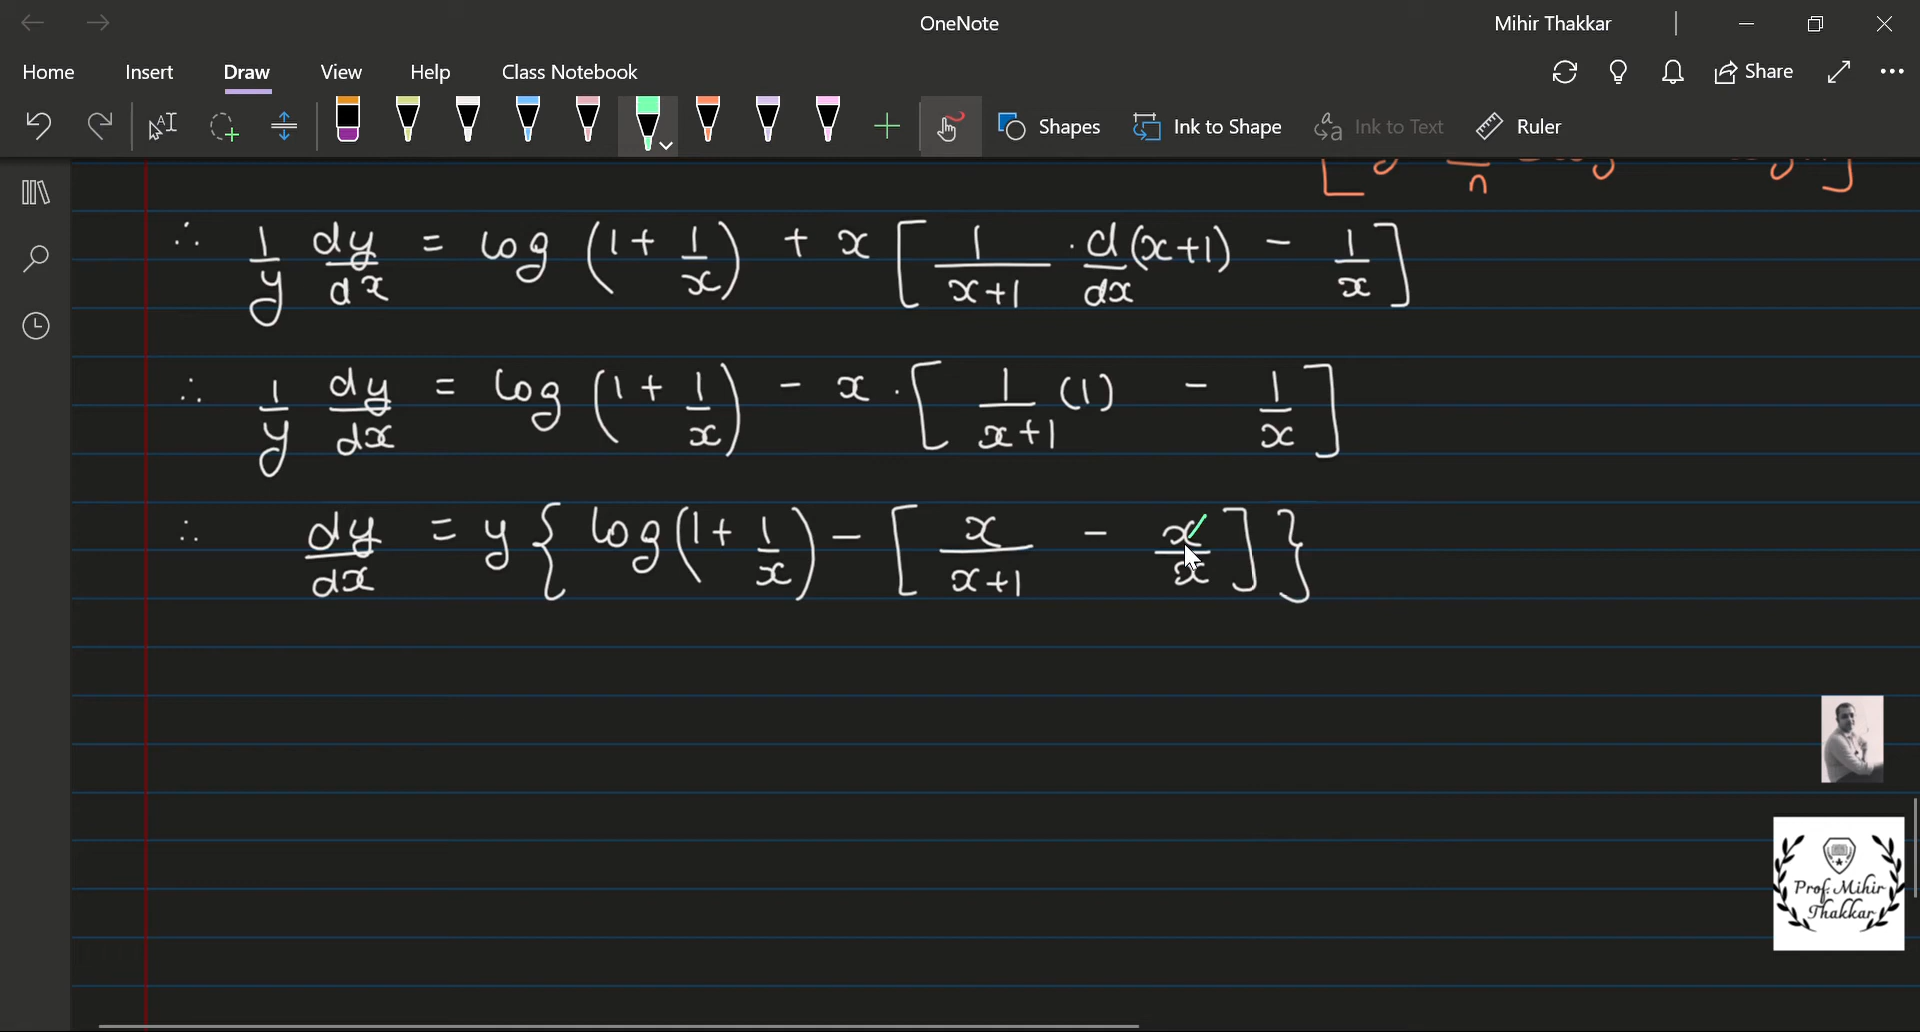 OneNote
Mihir Thakkar
Home Insert Draw View Help Class Notebook Share
Shapes Ink to Shape Ink to Text Ruler
n
∴ 1/y dy/dx = log (1 + 1/x) + x [ 1/(x+1) · d/dx (x+1) - 1/x ]
∴ 1/y dy/dx = log (1 + 1/x) - x · [ 1/(x+1) (1) - 1/x ]
∴ dy/dx = y { log (1 + 1/x) - [ x/(x+1) - x/x ] }
Prof. Mihir
Thakkar